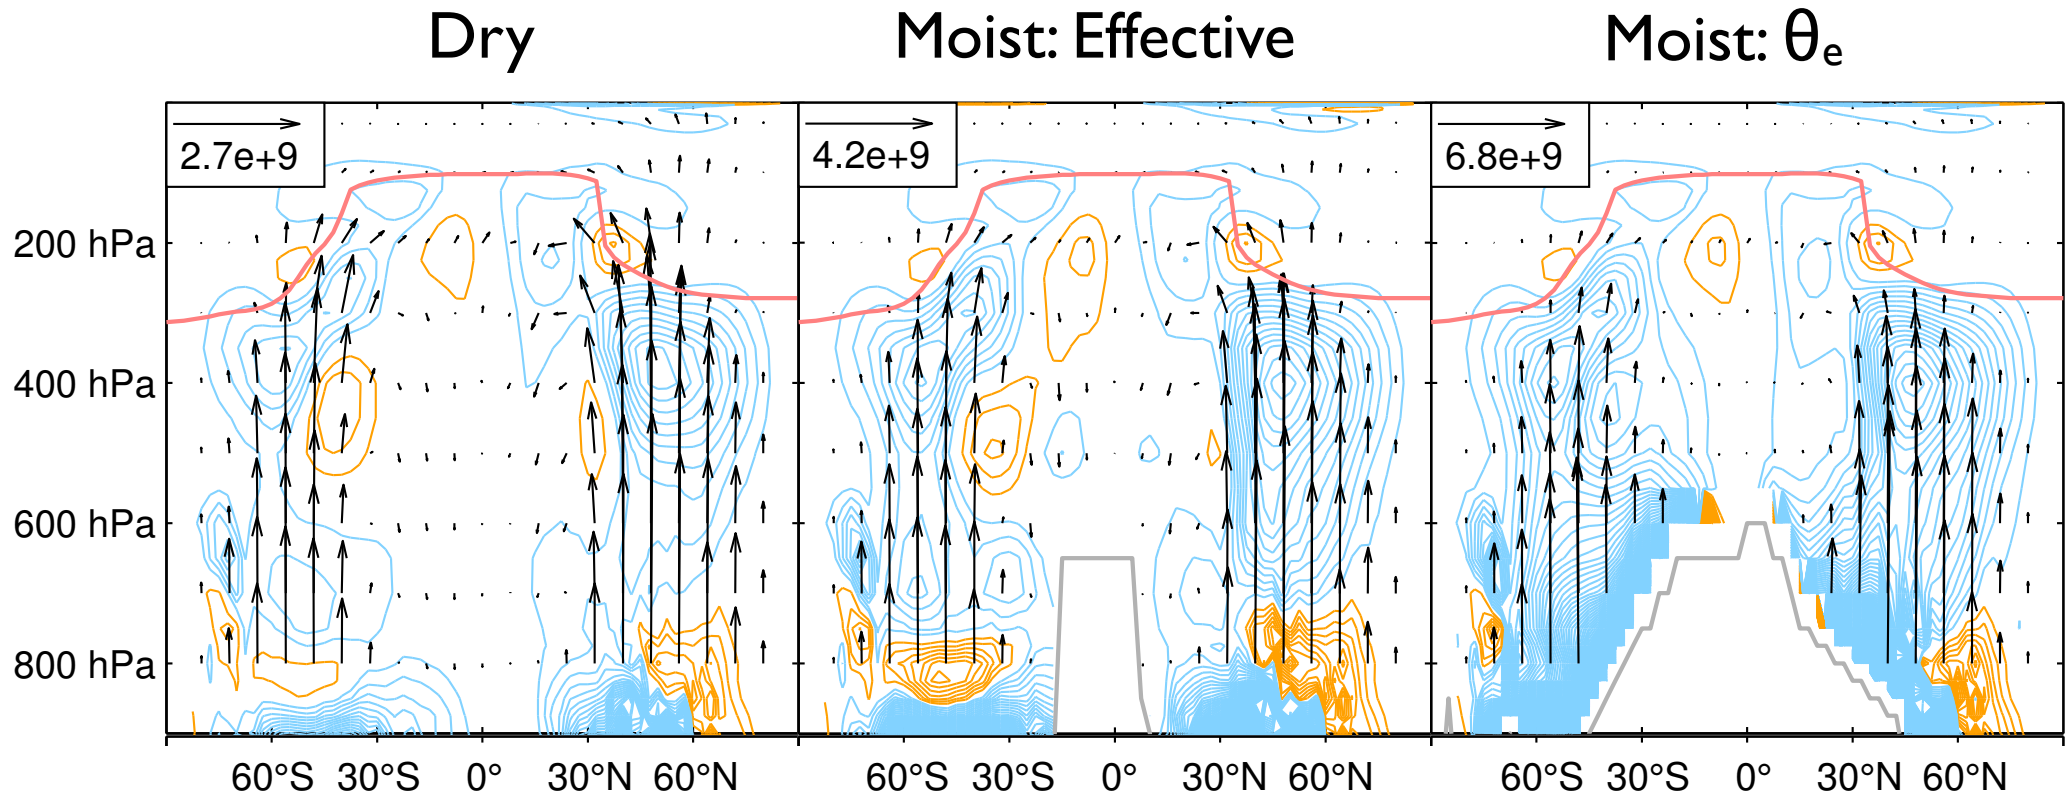 Dry Moist: Effective Moist: θe
2.7e+9 4.2e+9 6.8e+9
200 hPa
400 hPa
600 hPa
800 hPa
60°S 30°S 0° 30°N 60°N 60°S 30°S 0° 30°N 60°N 60°S 30°S 0° 30°N 60°N